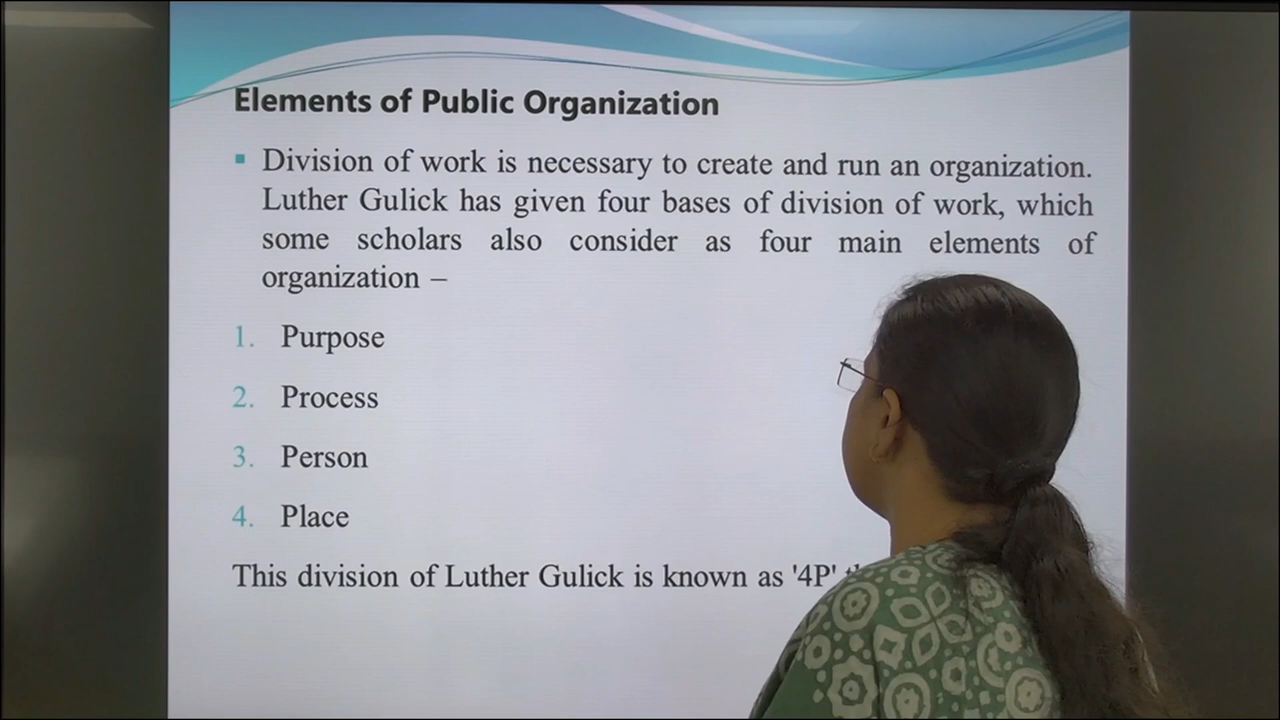 Elements of Public Organization
▪ Division of work is necessary to create and run an organization.
Luther Gulick has given four bases of division of work, which
some scholars also consider as four main elements of
organization –
1. Purpose
2. Process
3. Person
4. Place
This division of Luther Gulick is known as '4P'